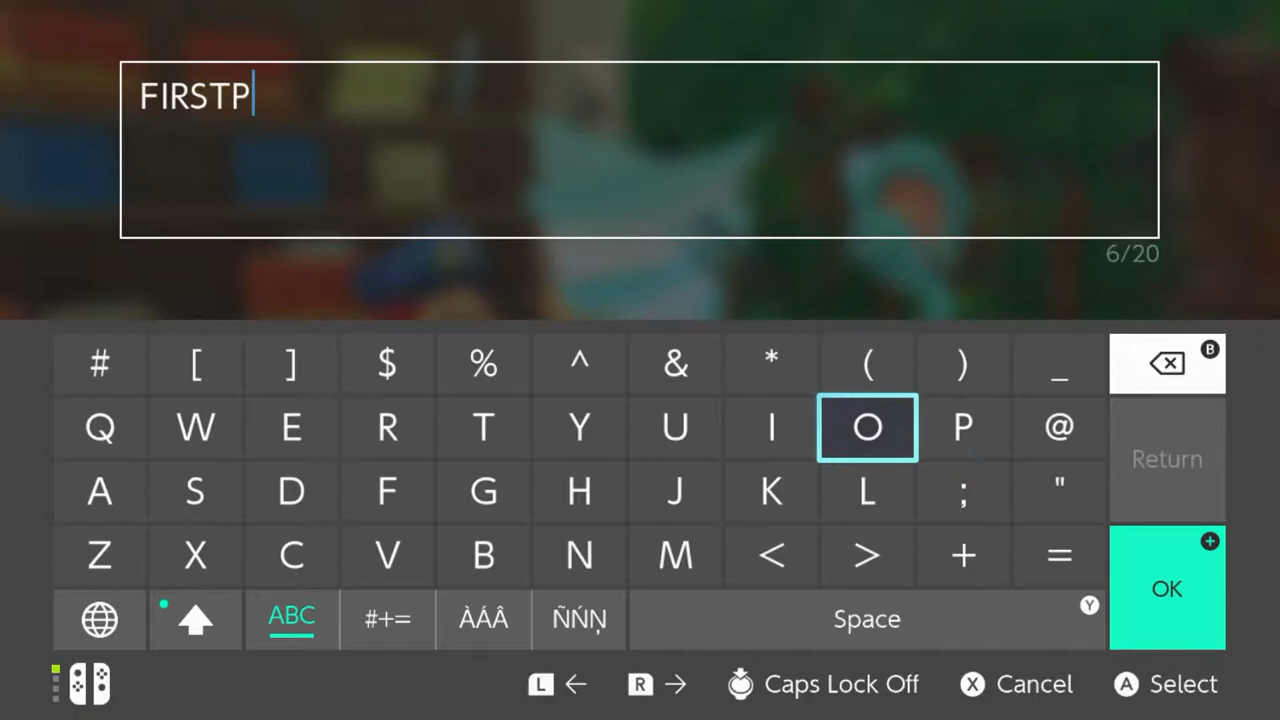 FIRSTP
6/20
# [ ] $ % ^ & * ( ) _ B
Q W E R T Y U I O P @
A S D F G H J K L ; " Return
Z X C V B N M < > + = + OK
ABC #+= ÀÁÂ ÑŃŅ Space Y
L ← R → Caps Lock Off X Cancel A Select